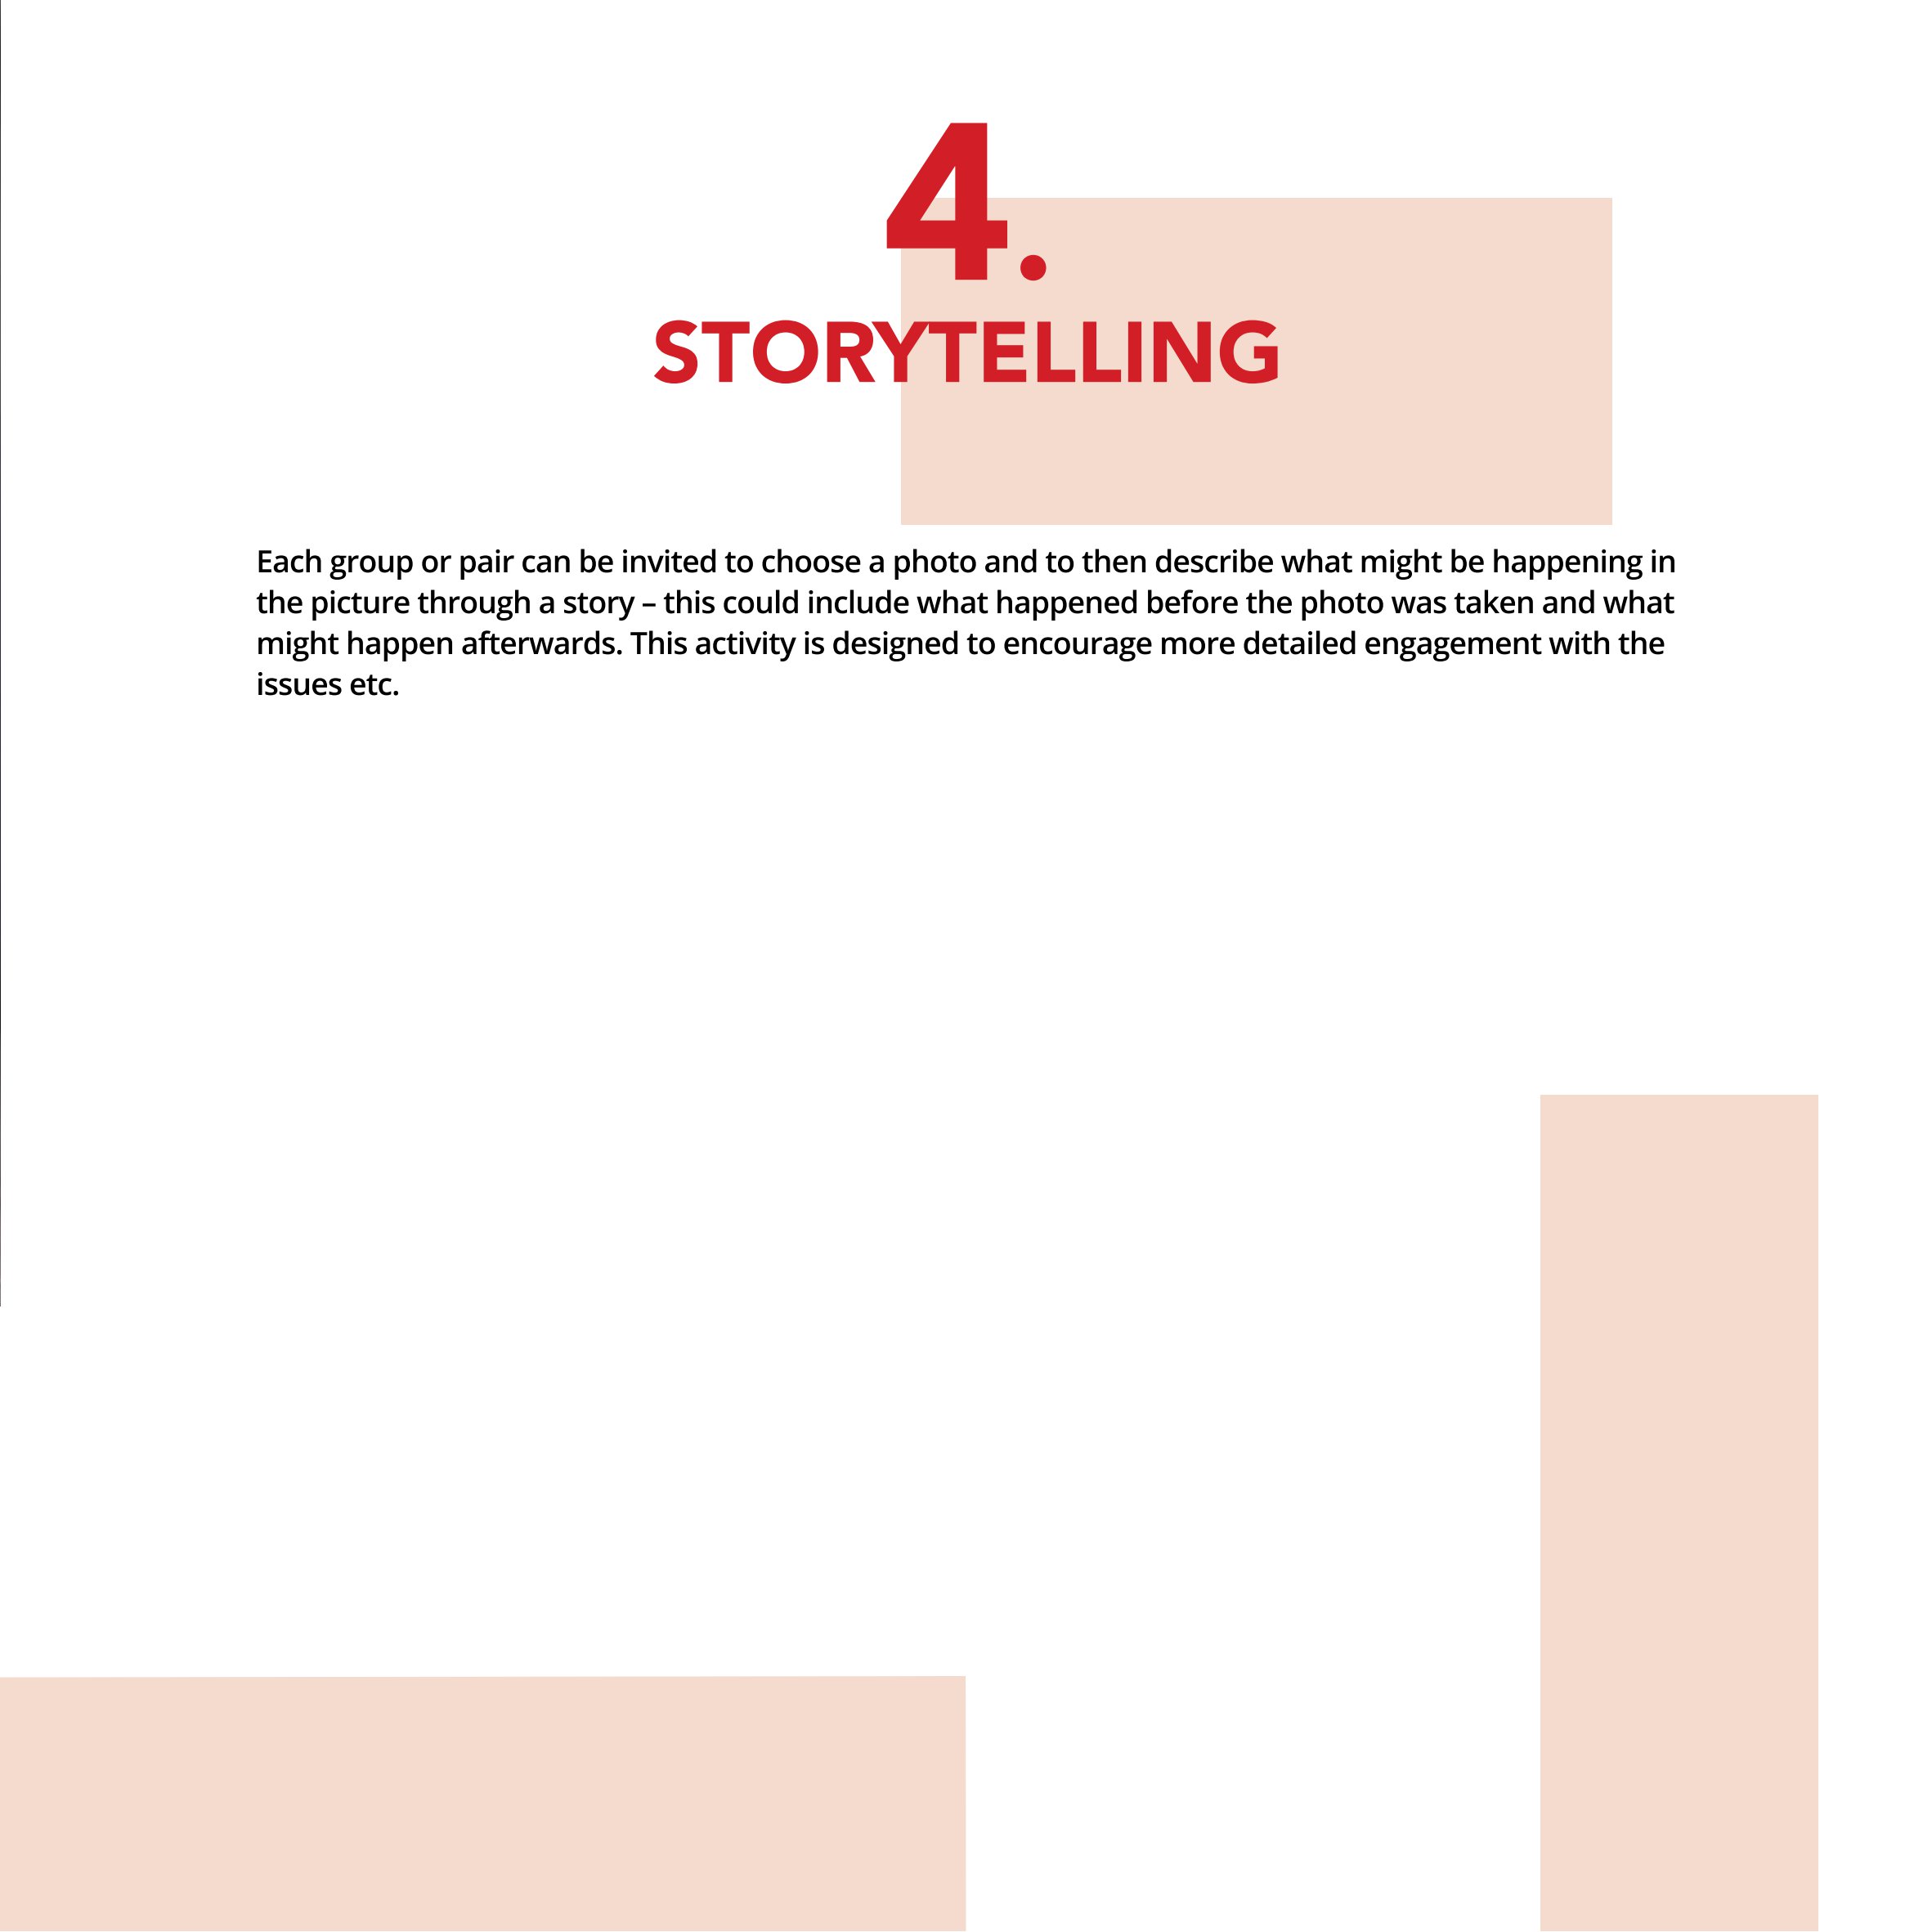 4.
STORYTELLING
Each group or pair can be invited to choose a photo and to then describe what might be happening in
the picture through a story – this could include what happened before the photo was taken and what
might happen afterwards. This activity is designed to encourage more detailed engagement with the
issues etc.